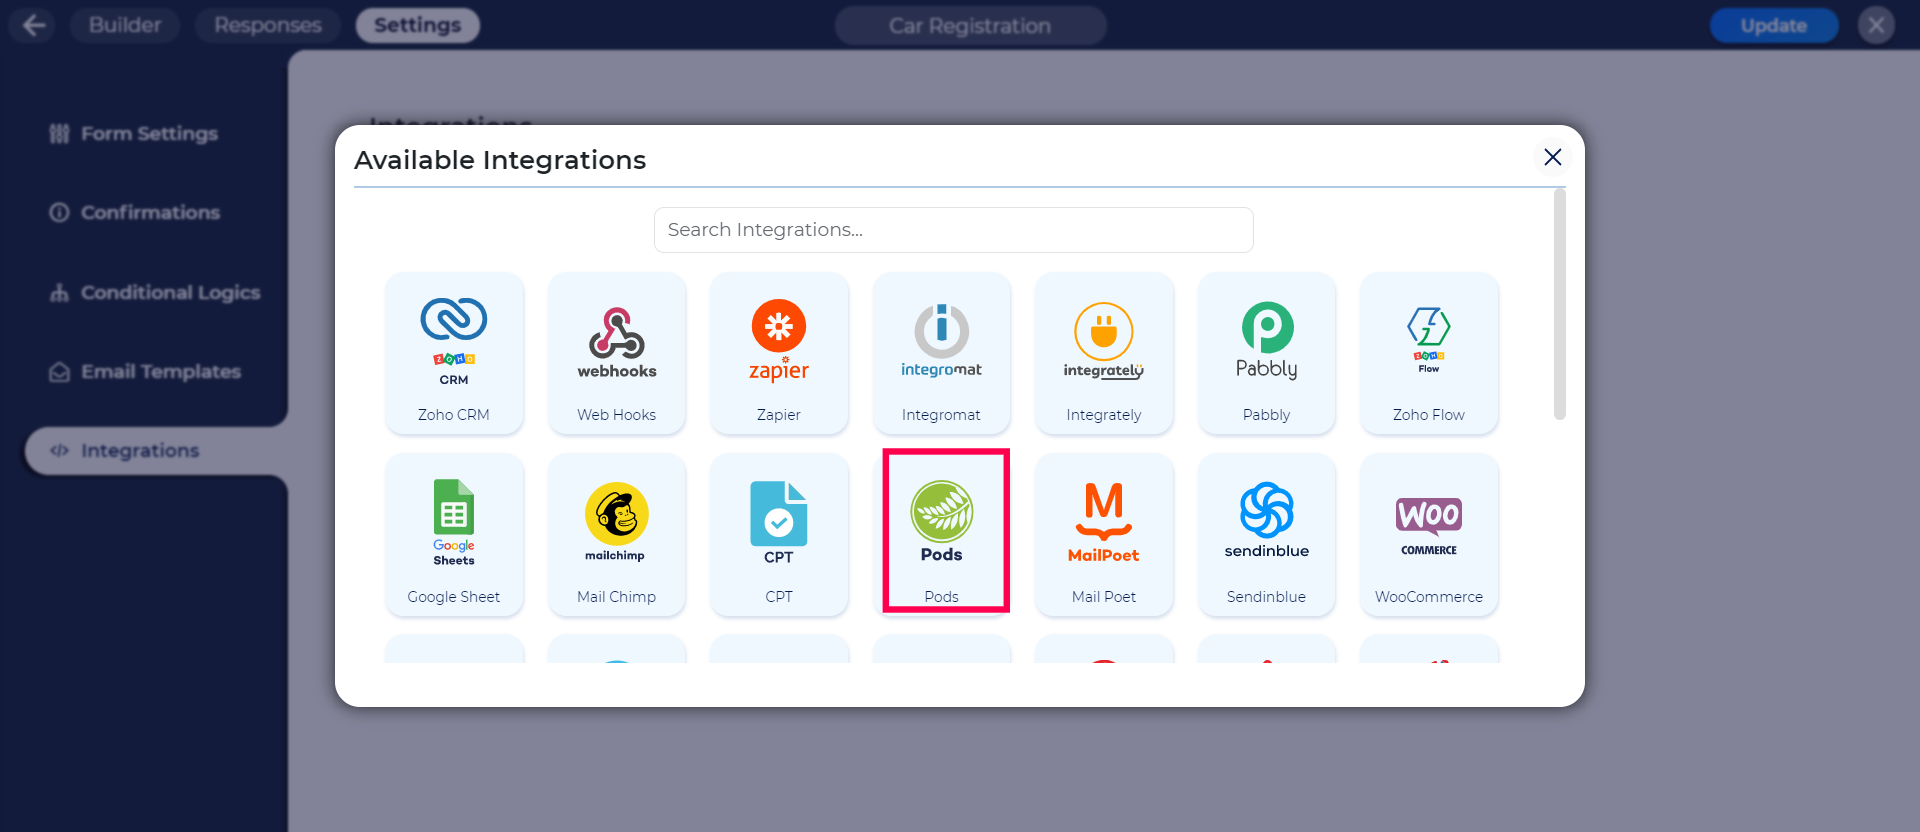 Builder
Responses
Settings
Car Registration
Update
Form Settings
Confirmations
Conditional Logics
Email Templates
Integrations
Integrations
Available Integrations
Search Integrations...
ZOHO
CRM
Zoho CRM
webhooks
Web Hooks
zapier
Zapier
integromat
Integromat
integrately
Integrately
Pabbly
Pabbly
ZOHO
Flow
Zoho Flow
Google
Sheets
Google Sheet
mailchimp
Mail Chimp
CPT
CPT
Pods
Pods
MailPoet
Mail Poet
sendinblue
Sendinblue
WOO
COMMERCE
WooCommerce